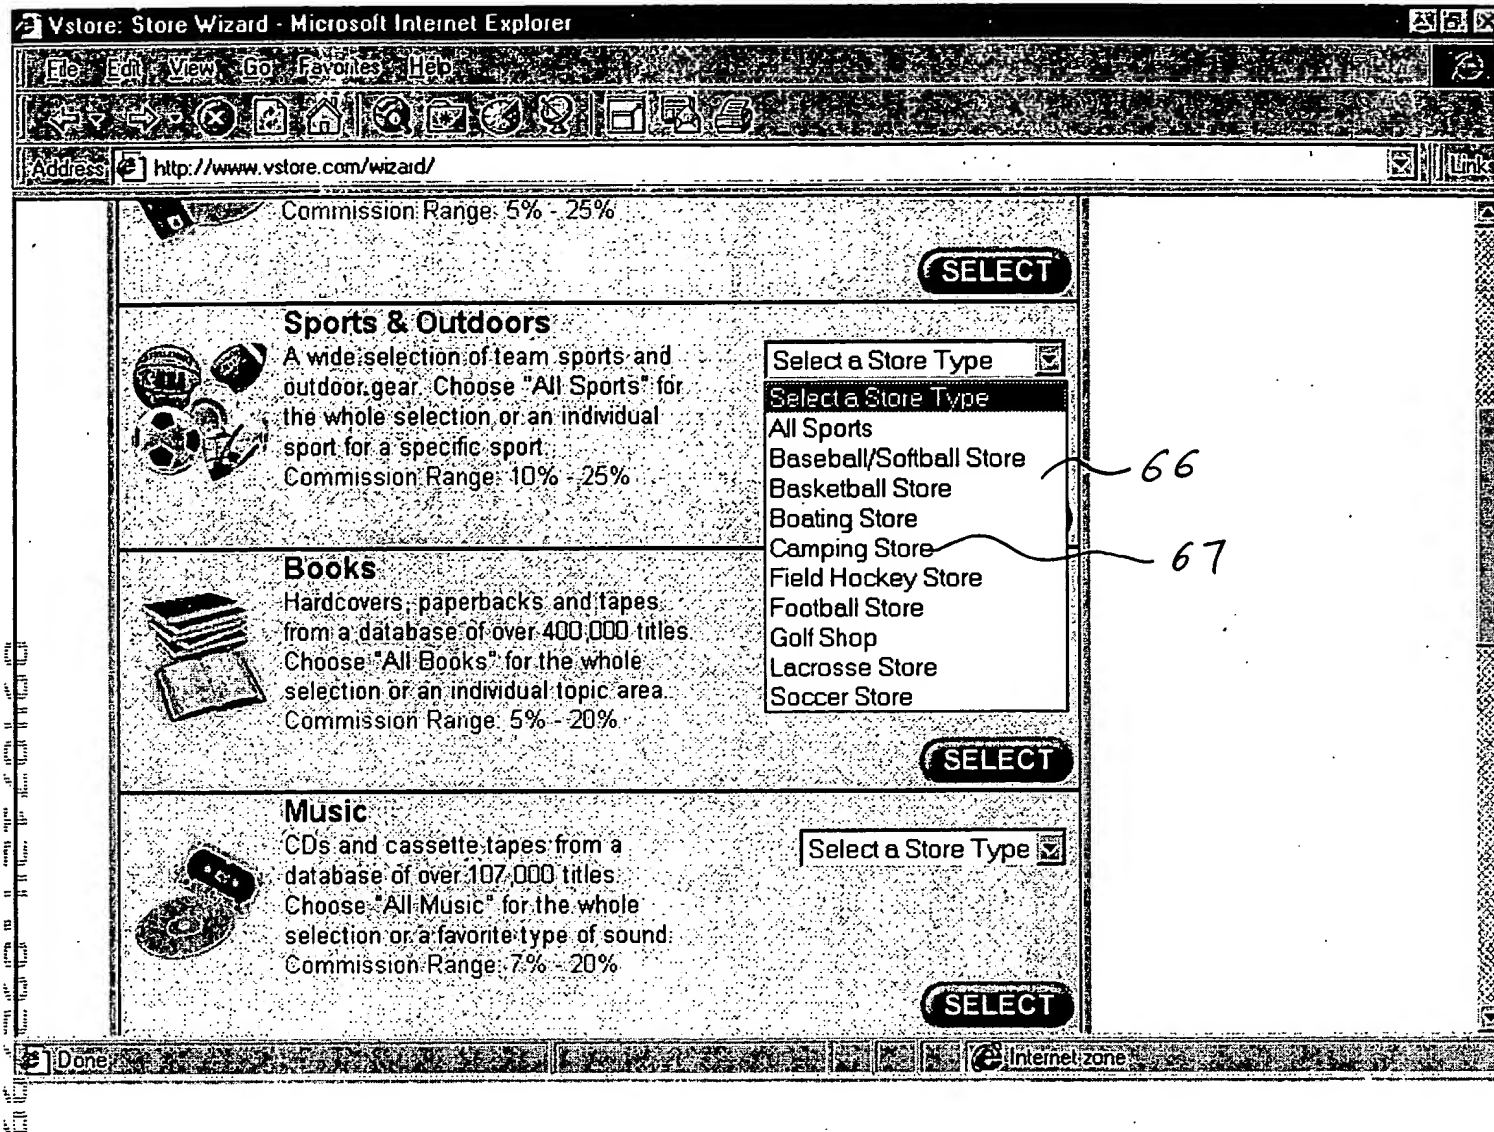 Vstore: Store Wizard - Microsoft Internet Explorer
File Edit View Go Favorites Help
Address http://www.vstore.com/wizard/ Links
Commission Range: 5% - 25%
SELECT
Sports & Outdoors
A wide selection of team sports and
outdoor gear. Choose "All Sports" for
the whole selection or an individual
sport for a specific sport.
Commission Range: 10% - 25%
Select a Store Type
Select a Store Type
All Sports
Baseball/Softball Store
Basketball Store
Boating Store
Camping Store
Field Hockey Store
Football Store
Golf Shop
Lacrosse Store
Soccer Store
66
67
Books
Hardcovers, paperbacks and tapes
from a database of over 400,000 titles.
Choose "All Books" for the whole
selection or an individual topic area.
Commission Range: 5% - 20%
SELECT
Music
CDs and cassette tapes from a
database of over 107,000 titles.
Choose "All Music" for the whole
selection or a favorite type of sound.
Commission Range: 7% - 20%
Select a Store Type
SELECT
Done Internet zone